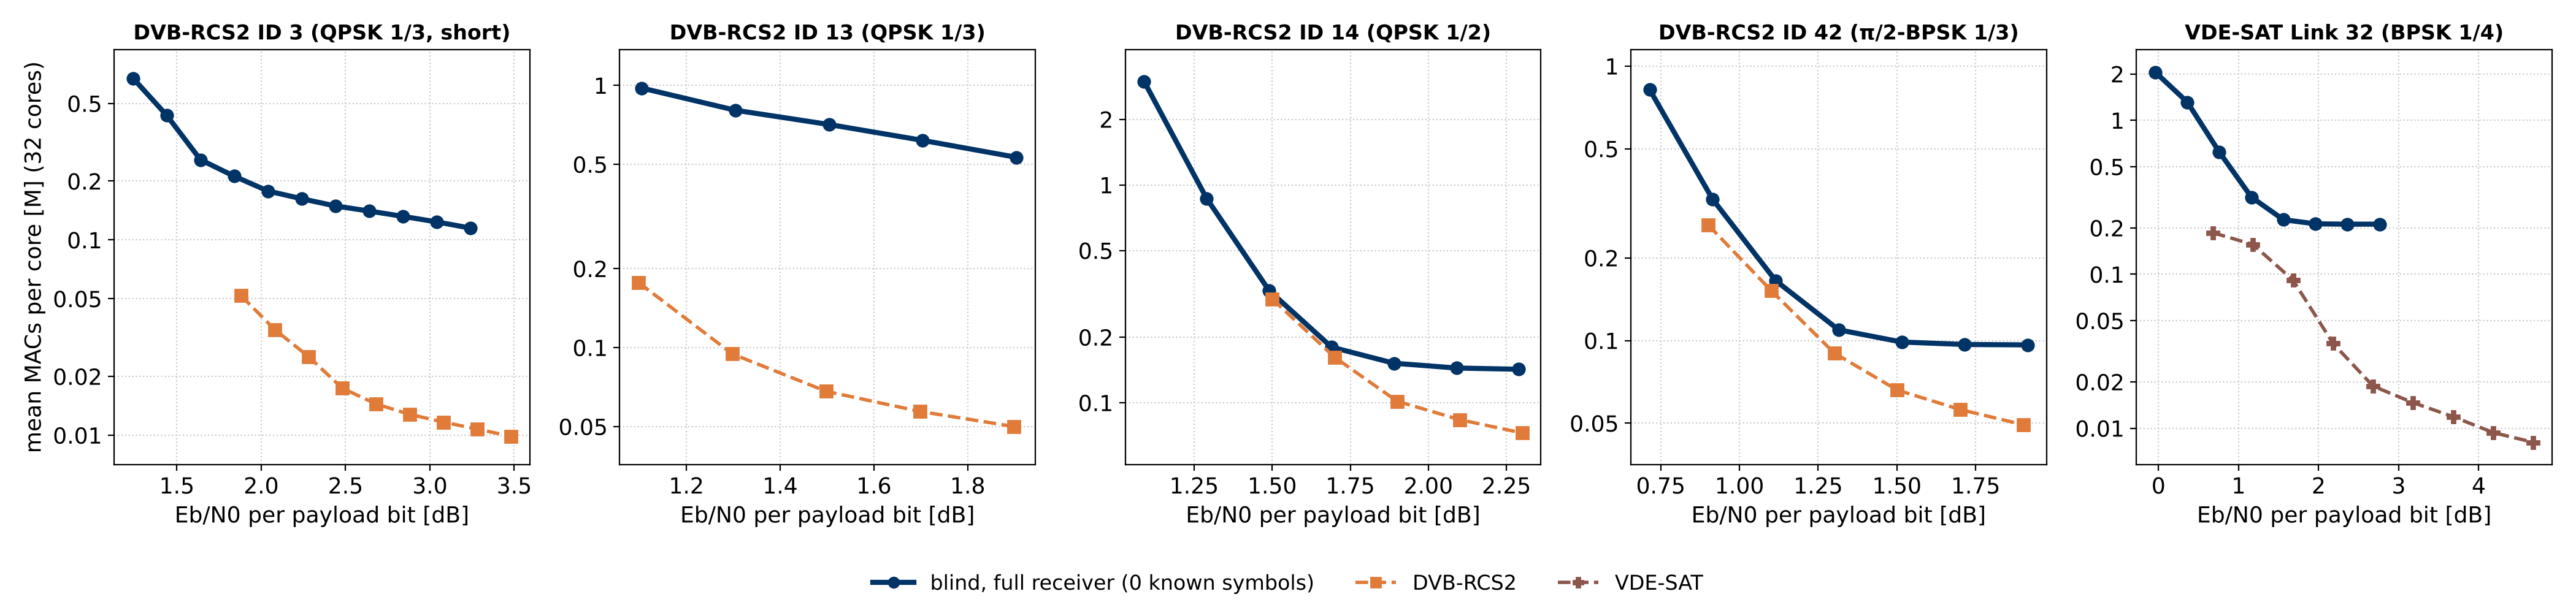 DVB-RCS2 ID 3 (QPSK 1/3, short)
mean MACs per core [M] (32 cores)
0.5
0.2
0.1
0.05
0.02
0.01
1.5 2.0 2.5 3.0 3.5
Eb/N0 per payload bit [dB]
DVB-RCS2 ID 13 (QPSK 1/3)
1
0.5
0.2
0.1
0.05
1.2 1.4 1.6 1.8
Eb/N0 per payload bit [dB]
DVB-RCS2 ID 14 (QPSK 1/2)
2
1
0.5
0.2
0.1
1.25 1.50 1.75 2.00 2.25
Eb/N0 per payload bit [dB]
DVB-RCS2 ID 42 (π/2-BPSK 1/3)
1
0.5
0.2
0.1
0.05
0.75 1.00 1.25 1.50 1.75
Eb/N0 per payload bit [dB]
VDE-SAT Link 32 (BPSK 1/4)
2
1
0.5
0.2
0.1
0.05
0.02
0.01
0 1 2 3 4
Eb/N0 per payload bit [dB]
blind, full receiver (0 known symbols) DVB-RCS2 VDE-SAT